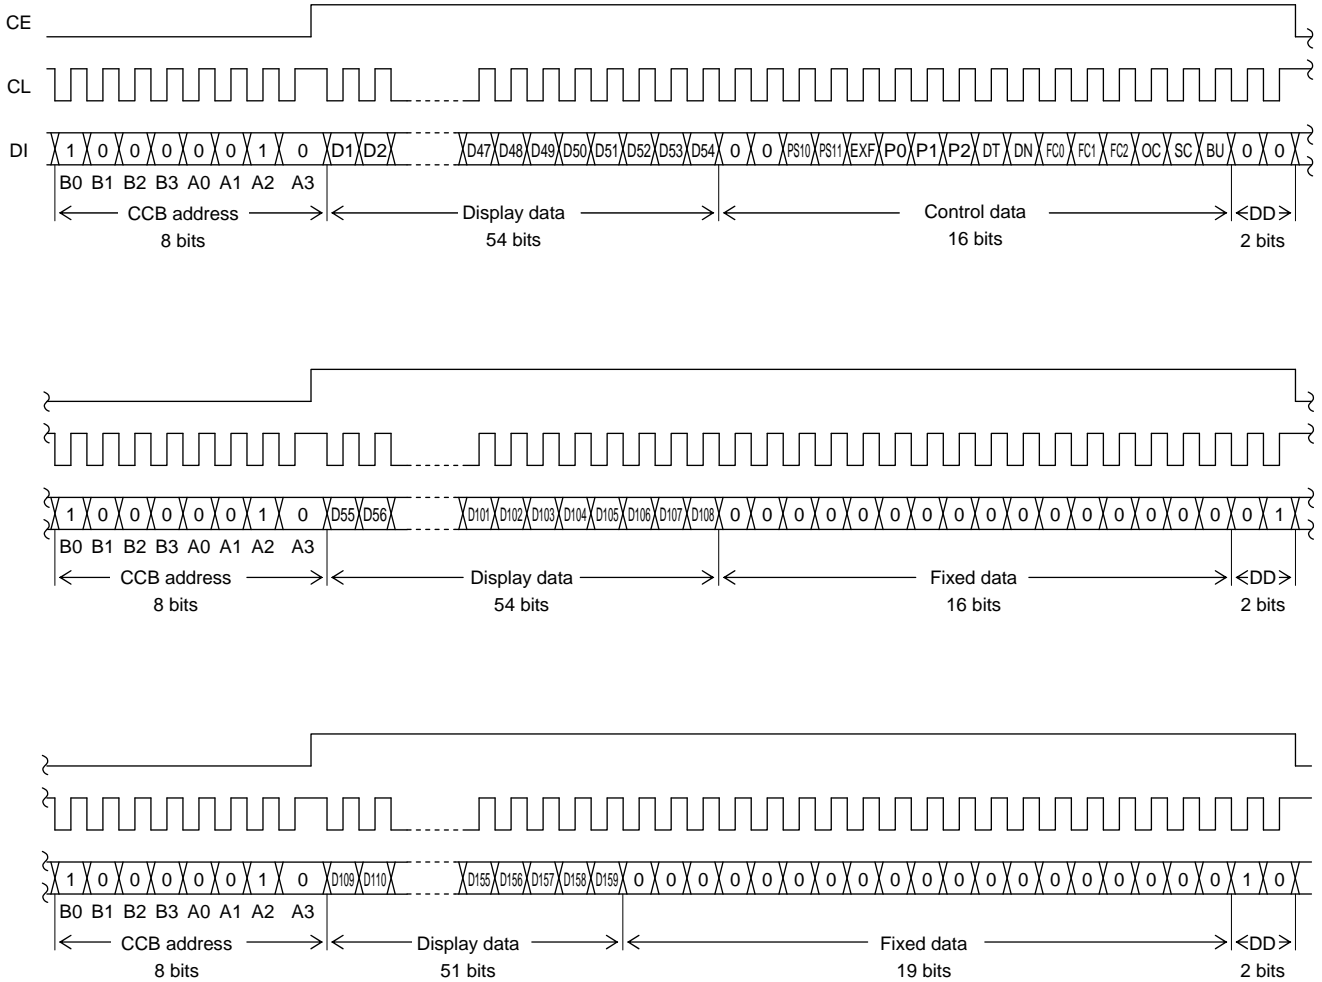 CE
CL
DI 1 0 0 0 0 0 1 0 D1 D2 D47 D48 D49 D50 D51 D52 D53 D54 0 0 PS10 PS11 EXF P0 P1 P2 DT DN FC0 FC1 FC2 OC SC BU 0 0
B0 B1 B2 B3 A0 A1 A2 A3
CCB address Display data Control data DD
8 bits 54 bits 16 bits 2 bits
1 0 0 0 0 0 1 0 D55 D56 D101 D102 D103 D104 D105 D106 D107 D108 0 0 0 0 0 0 0 0 0 0 0 0 0 0 0 0 0 1
B0 B1 B2 B3 A0 A1 A2 A3
CCB address Display data Fixed data DD
8 bits 54 bits 16 bits 2 bits
1 0 0 0 0 0 1 0 D109 D110 D155 D156 D157 D158 D159 0 0 0 0 0 0 0 0 0 0 0 0 0 0 0 0 0 0 0 1 0
B0 B1 B2 B3 A0 A1 A2 A3
CCB address Display data Fixed data DD
8 bits 51 bits 19 bits 2 bits